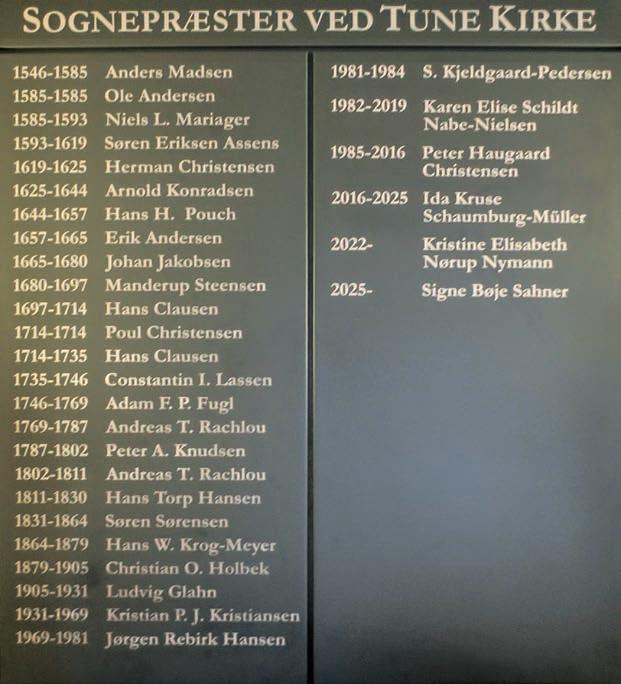 SOGNEPRÆSTER VED TUNE KIRKE
1546-1585 Anders Madsen
1585-1585 Ole Andersen
1585-1593 Niels L. Mariager
1593-1619 Søren Eriksen Assens
1619-1625 Herman Christensen
1625-1644 Arnold Konradsen
1644-1657 Hans H. Pouch
1657-1665 Erik Andersen
1665-1680 Johan Jakobsen
1680-1697 Manderup Steensen
1697-1714 Hans Clausen
1714-1714 Poul Christensen
1714-1735 Hans Clausen
1735-1746 Constantin I. Lassen
1746-1769 Adam F. P. Fugl
1769-1787 Andreas T. Rachlou
1787-1802 Peter A. Knudsen
1802-1811 Andreas T. Rachlou
1811-1830 Hans Torp Hansen
1831-1864 Søren Sørensen
1864-1879 Hans W. Krog-Meyer
1879-1905 Christian O. Holbek
1905-1931 Ludvig Glahn
1931-1969 Kristian P. J. Kristiansen
1969-1981 Jørgen Rebirk Hansen
1981-1984 S. Kjeldgaard-Pedersen
1982-2019 Karen Elise Schildt
Nabe-Nielsen
1985-2016 Peter Haugaard
Christensen
2016-2025 Ida Kruse
Schaumburg-Müller
2022- Kristine Elisabeth
Nørup Nymann
2025- Signe Bøje Sahner